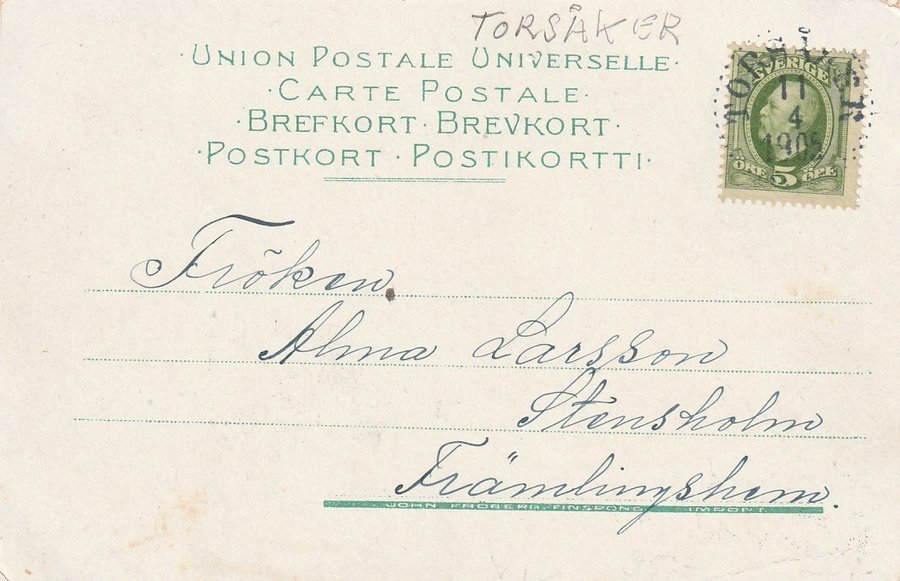 TORSÅKER
·UNION POSTALE UNIVERSELLE·
·CARTE POSTALE·
·BREFKORT·BREVKORT·
·POSTKORT·POSTIKORTTI·
SVERIGE
11
4
1905
ÖRE 5 ÖRE
Fröken
Alma Larsson
Stensholm
Främlingshem.
JOHN FRÖBERG, FINSPONG IMPORT